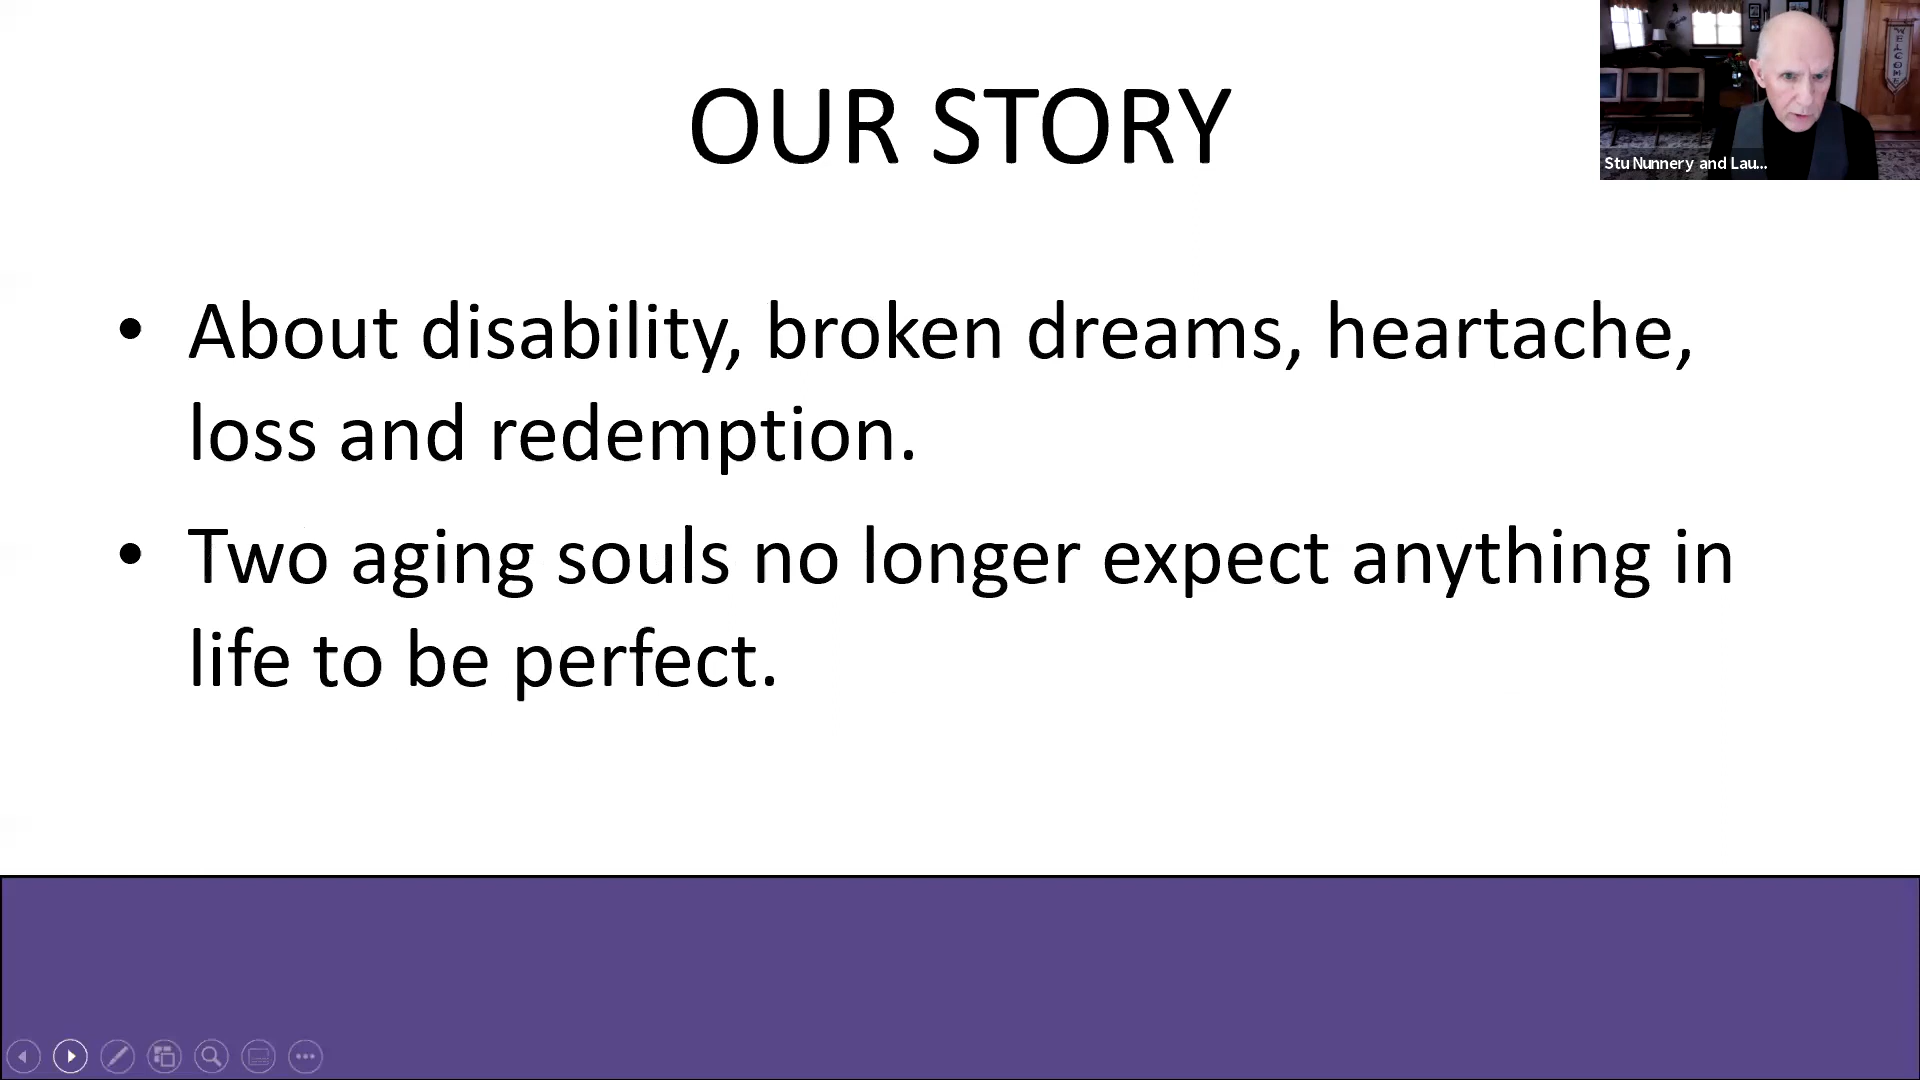 OUR STORY
WELCOME
Stu Nunnery and Lau...
• About disability, broken dreams, heartache,
loss and redemption.
• Two aging souls no longer expect anything in
life to be perfect.